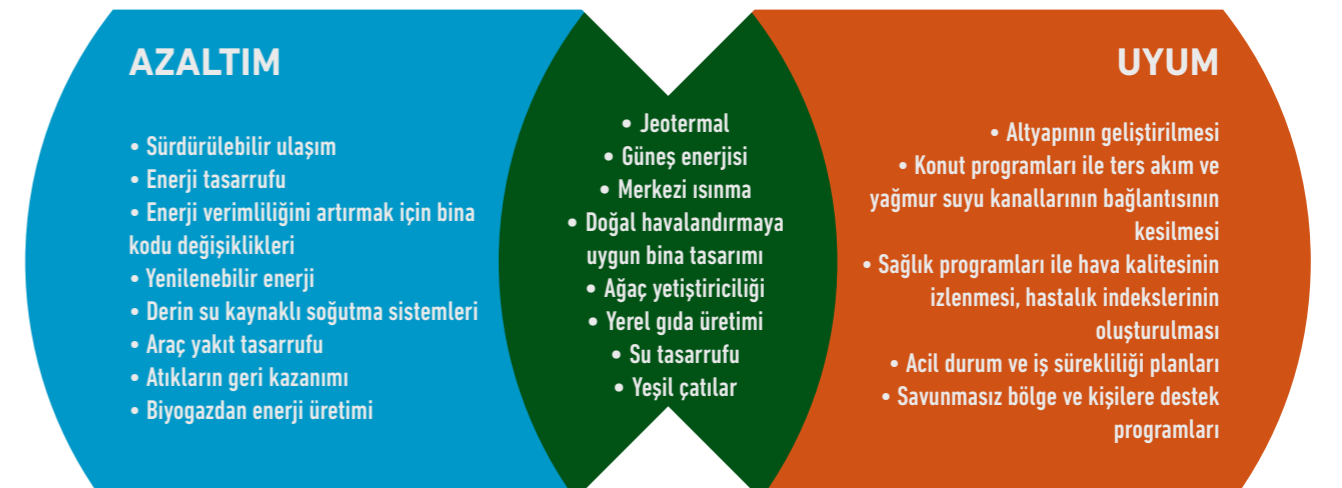 AZALTIM
• Sürdürülebilir ulaşım
• Enerji tasarrufu
• Enerji verimliliğini artırmak için bina
kodu değişiklikleri
• Yenilenebilir enerji
• Derin su kaynaklı soğutma sistemleri
• Araç yakıt tasarrufu
• Atıkların geri kazanımı
• Biyogazdan enerji üretimi
• Jeotermal
• Güneş enerjisi
• Merkezi ısınma
• Doğal havalandırmaya
uygun bina tasarımı
• Ağaç yetiştiriciliği
• Yerel gıda üretimi
• Su tasarrufu
• Yeşil çatılar
UYUM
• Altyapının geliştirilmesi
• Konut programları ile ters akım ve
yağmur suyu kanallarının bağlantısının
kesilmesi
• Sağlık programları ile hava kalitesinin
izlenmesi, hastalık indekslerinin
oluşturulması
• Acil durum ve iş sürekliliği planları
• Savunmasız bölge ve kişilere destek
programları